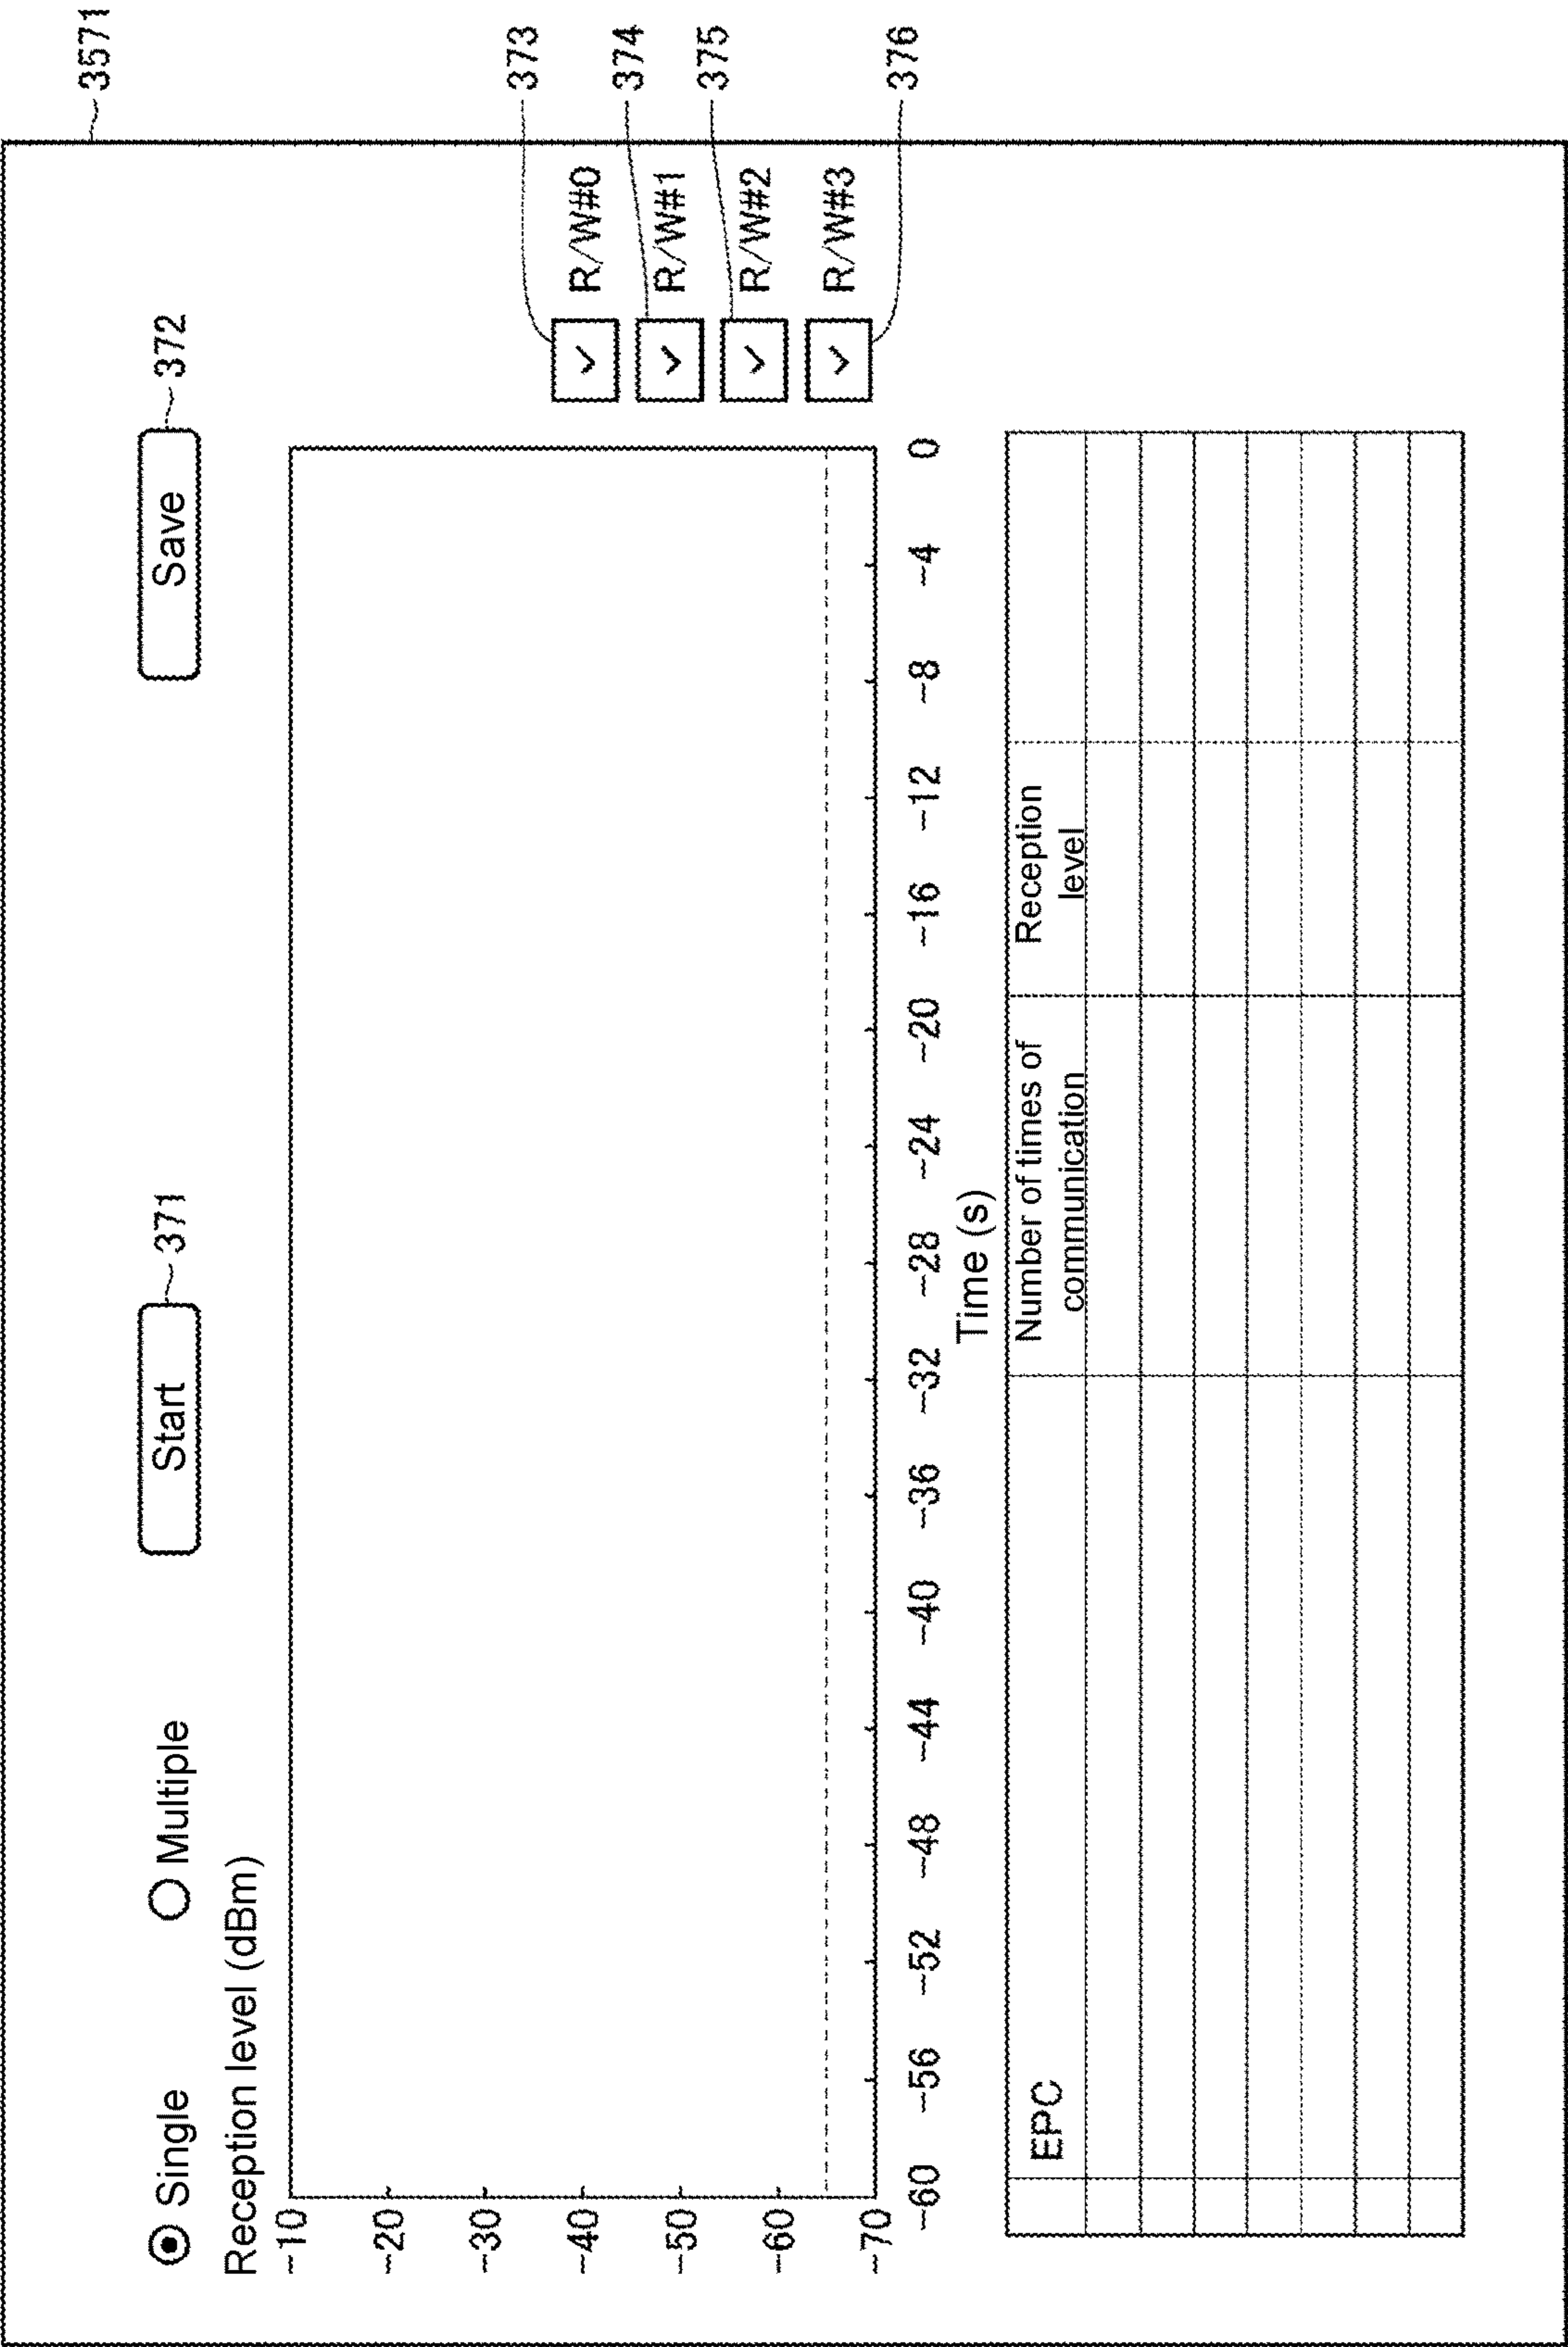 3571
Single
Multiple
Start
371
Save
372
Reception level (dBm)
-10
-20
-30
-40
-50
-60
-70
373
R/W#0
374
R/W#1
375
R/W#2
R/W#3
376
-60 -56 -52 -48 -44 -40 -36 -32 -28 -24 -20 -16 -12 -8 -4 0
Time (s)
EPC
Number of times of
communication
Reception
level